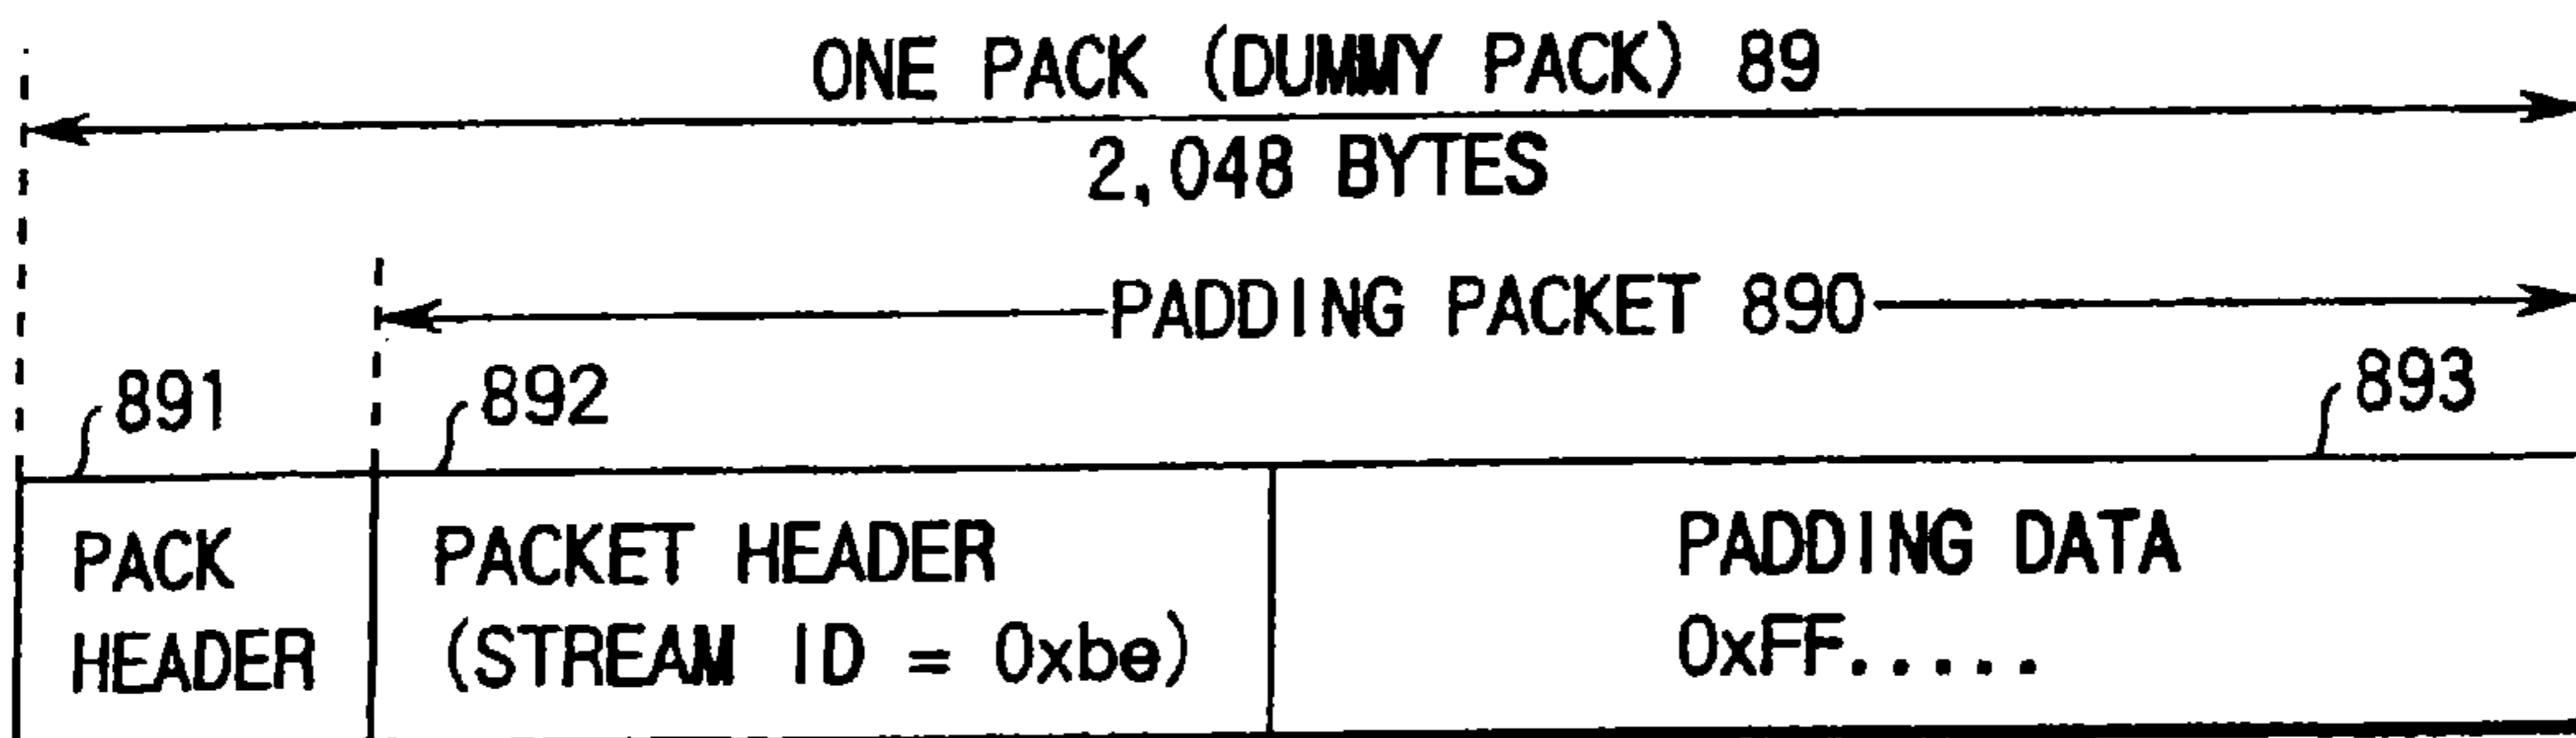 ONE PACK (DUMMY PACK) 89
2,048 BYTES
PADDING PACKET 890
891
892
893
PACK
HEADER
PACKET HEADER
(STREAM ID = 0xbe)
PADDING DATA
0xFF.....